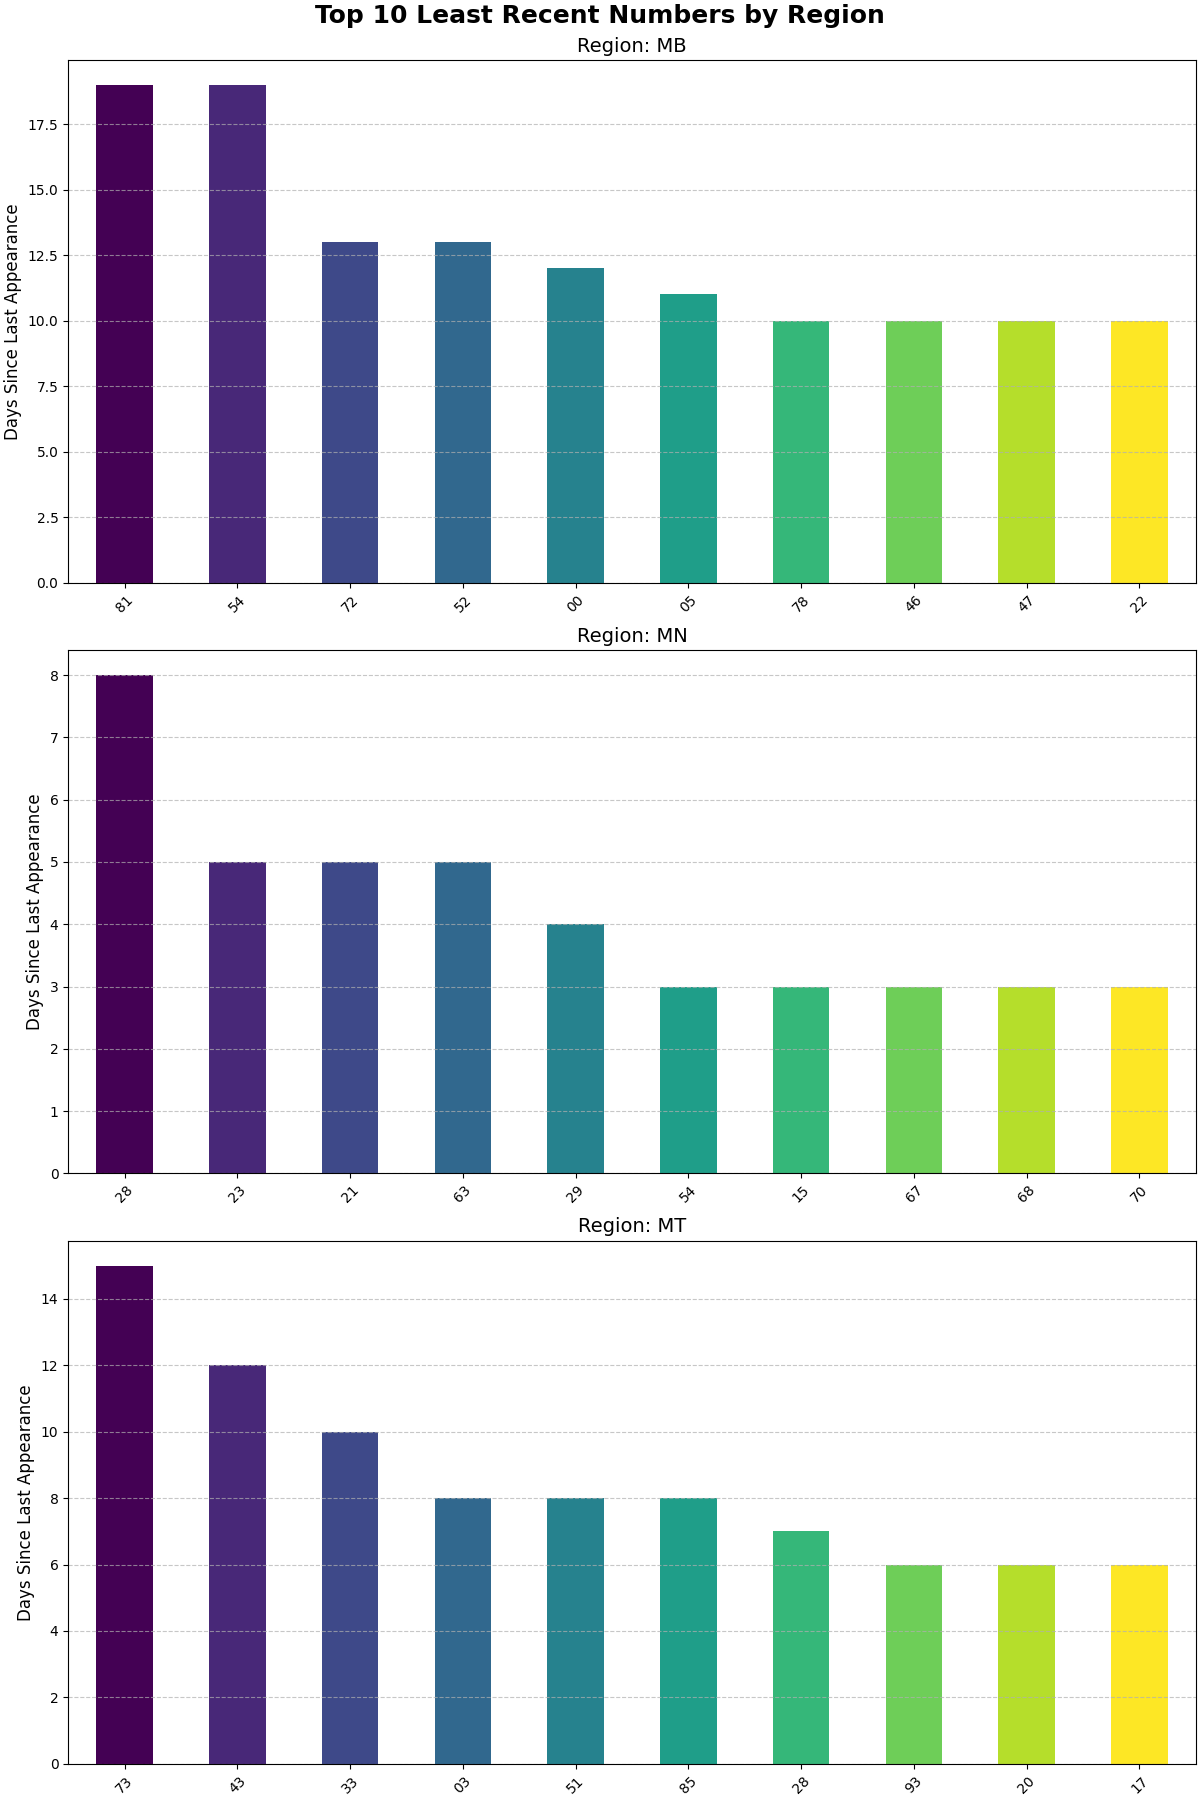 Top 10 Least Recent Numbers by Region
Region: MB
Days Since Last Appearance
17.5
15.0
12.5
10.0
7.5
5.0
2.5
0.0
81 54 72 52 00 05 78 46 47 22
Region: MN
Days Since Last Appearance
8
7
6
5
4
3
2
1
0
28 23 21 63 29 54 15 67 68 70
Region: MT
Days Since Last Appearance
14
12
10
8
6
4
2
0
73 43 33 03 51 85 28 93 20 17